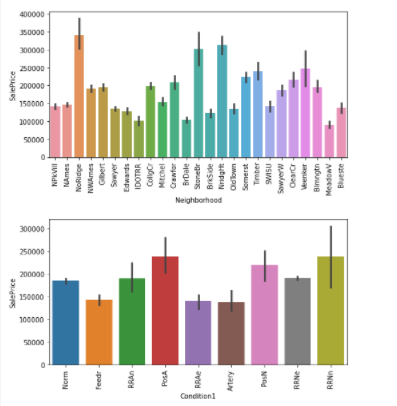 400000
350000
300000
250000
200000
150000
100000
50000
0
SalePrice
NPkVill
NAmes
NoRidge
NWAmes
Gilbert
Sawyer
Edwards
IDOTRR
CollgCr
Mitchel
Crawfor
BrDale
StoneBr
BrkSide
NridgHt
OldTown
Somerst
Timber
SWISU
SawyerW
ClearCr
Veenker
Blmngtn
MeadowV
Blueste
Neighborhood
300000
250000
200000
150000
100000
50000
0
SalePrice
Norm
Feedr
RRAn
PosA
RRAe
Artery
PosN
RRNe
RRNn
Condition1